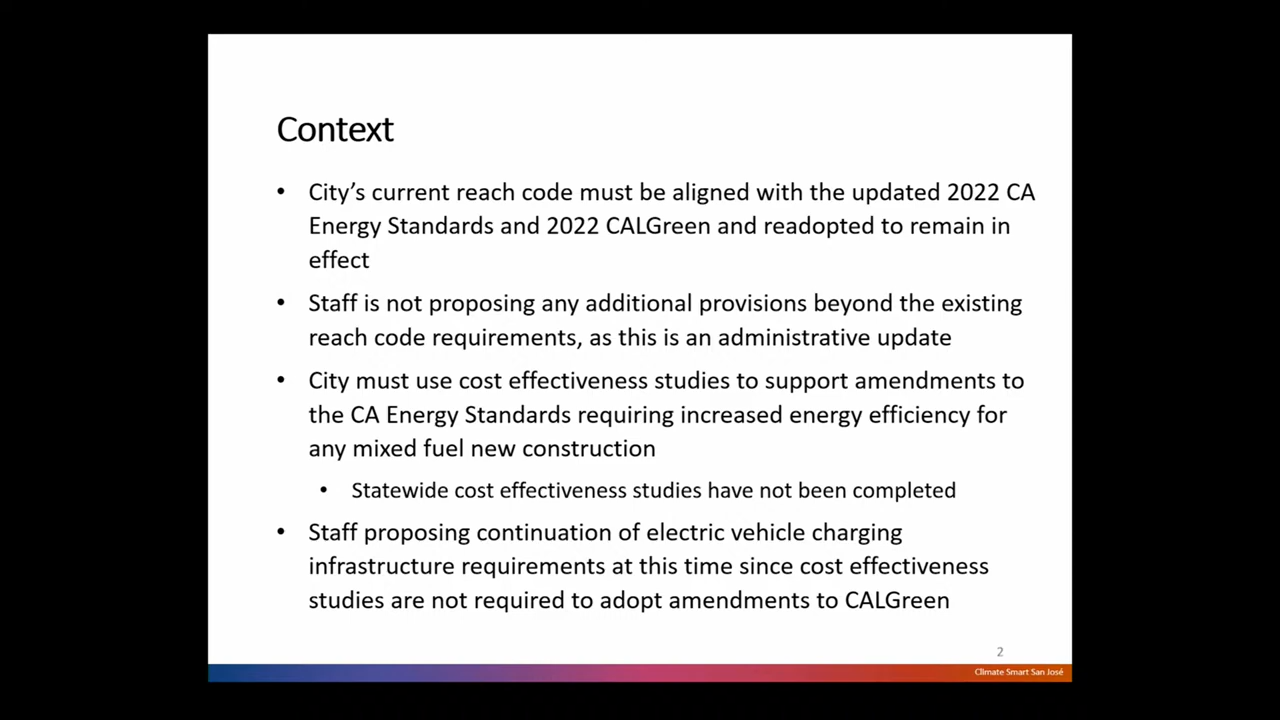 Context
• City’s current reach code must be aligned with the updated 2022 CA
Energy Standards and 2022 CALGreen and readopted to remain in
effect
• Staff is not proposing any additional provisions beyond the existing
reach code requirements, as this is an administrative update
• City must use cost effectiveness studies to support amendments to
the CA Energy Standards requiring increased energy efficiency for
any mixed fuel new construction
• Statewide cost effectiveness studies have not been completed
• Staff proposing continuation of electric vehicle charging
infrastructure requirements at this time since cost effectiveness
studies are not required to adopt amendments to CALGreen
2
Climate Smart San José